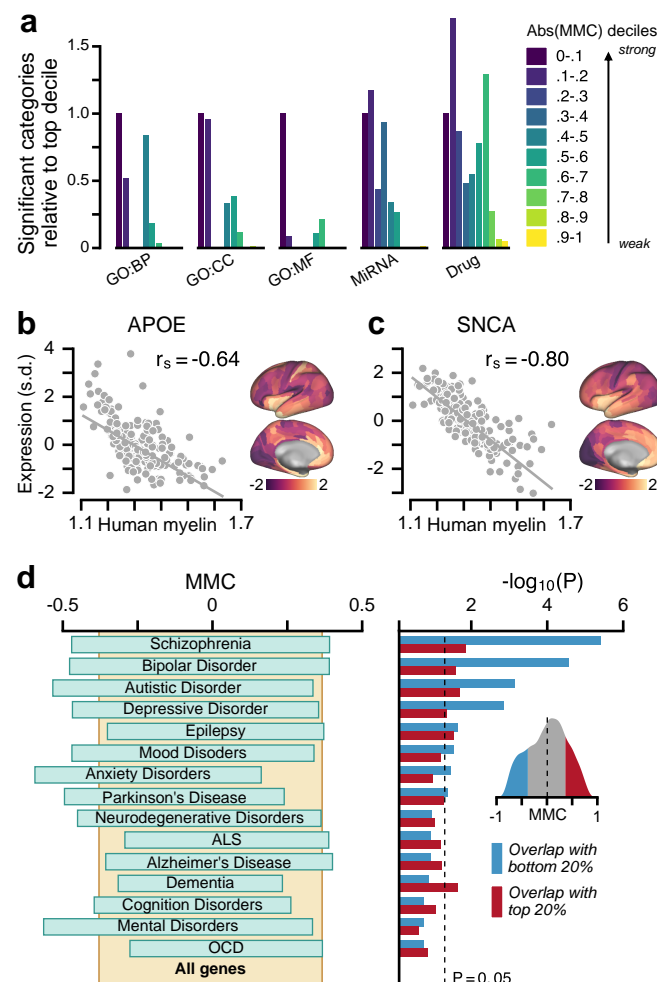 a
Significant categories
relative to top decile
1.5
1.0
0.5
0
GO:BP
GO:CC
GO:MF
MiRNA
Drug
Abs(MMC) deciles
0-.1
.1-.2
.2-.3
.3-.4
.4-.5
.5-.6
.6-.7
.7-.8
.8-.9
.9-1
strong
weak
b
APOE
Expression (s.d.)
4
2
0
-2
rs = -0.64
-2 2
1.1 Human myelin 1.7
c
SNCA
2
0
-2
rs = -0.80
-2 2
1.1 Human myelin 1.7
d
MMC
-0.5 0 0.5
Schizophrenia
Bipolar Disorder
Autistic Disorder
Depressive Disorder
Epilepsy
Mood Disoders
Anxiety Disorders
Parkinson's Disease
Neurodegenerative Disorders
ALS
Alzheimer's Disease
Dementia
Cognition Disorders
Mental Disorders
OCD
All genes
-log10(P)
2 4 6
-1 MMC 1
Overlap with
bottom 20%
Overlap with
top 20%
P=0.05